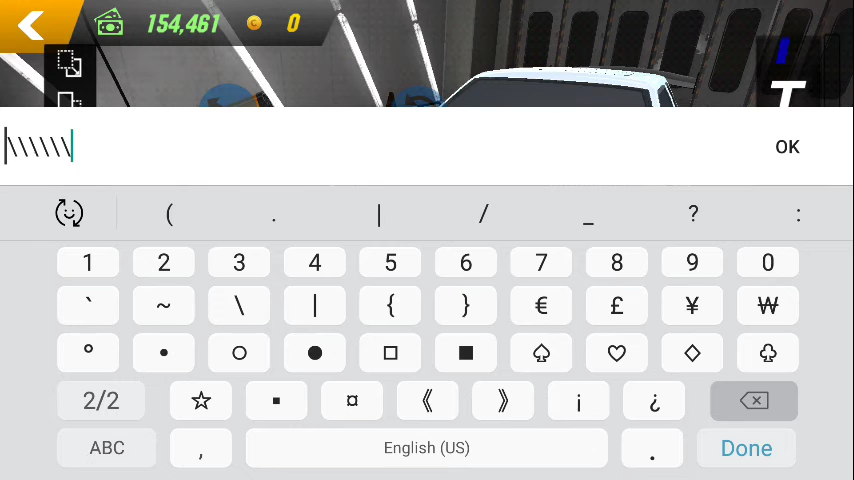 154,461 0
T
|\\\\\\
OK
( . | / _ ? :
1 2 3 4 5 6 7 8 9 0
` ~ \ | { } € £ ¥ ₩
° • ○ ● □ ■ ♤ ♡ ◇ ♧
2/2 ☆ ▪ ¤ 《 》 ¡ ¿
ABC , English (US) . Done